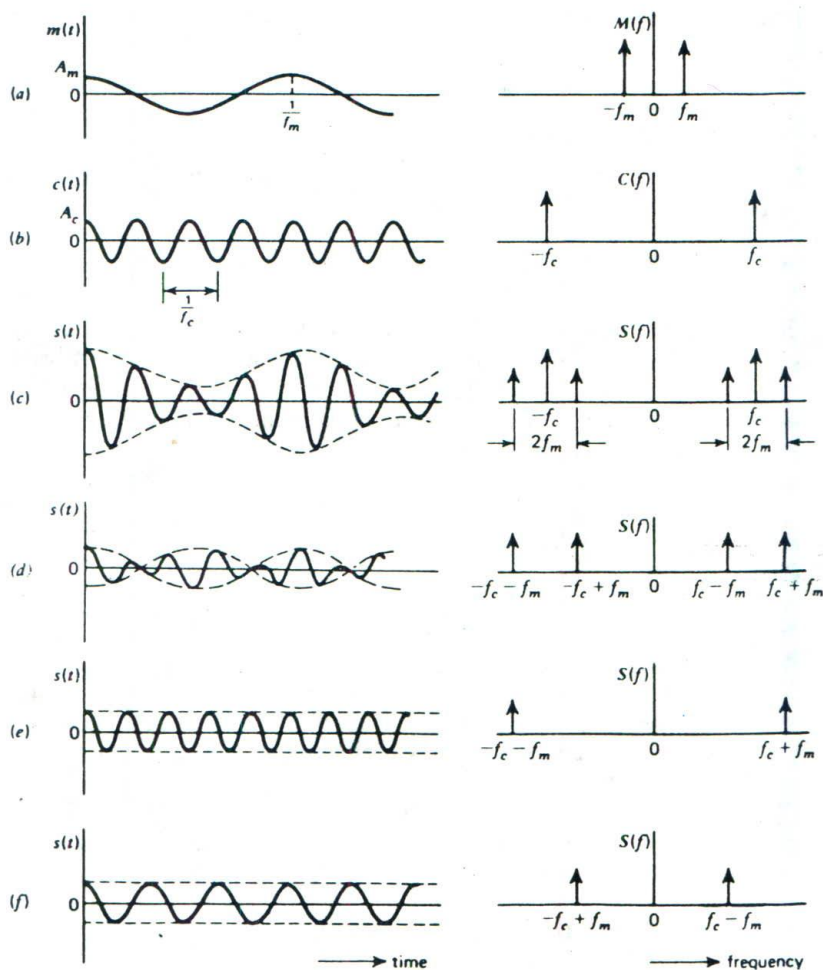 m(t) M(f)
A_m
(a) 0
1/f_m -f_m 0 f_m
c(t) C(f)
A_c
(b) 0
-f_c 0 f_c
1/f_c
s(t) S(f)
(c) 0
-f_c 0 f_c
2f_m 2f_m
s(t) S(f)
(d) 0
-f_c - f_m -f_c + f_m 0 f_c - f_m f_c + f_m
s(t) S(f)
(e) 0
-f_c - f_m 0 f_c + f_m
s(t) S(f)
(f) 0
-f_c + f_m 0 f_c - f_m
time frequency